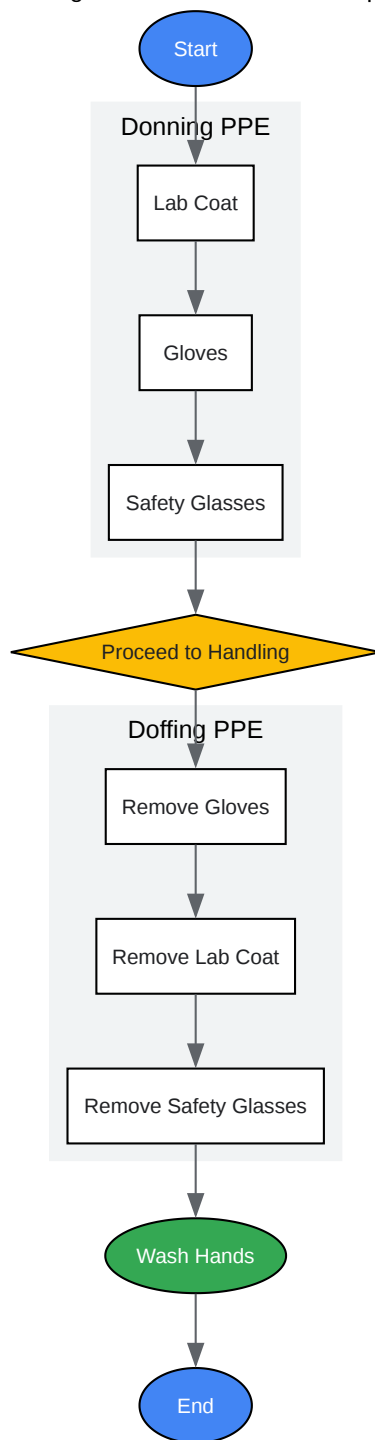 Start
Donning PPE
Lab Coat
Gloves
Safety Glasses
Proceed to Handling
Doffing PPE
Remove Gloves
Remove Lab Coat
Remove Safety Glasses
Wash Hands
End